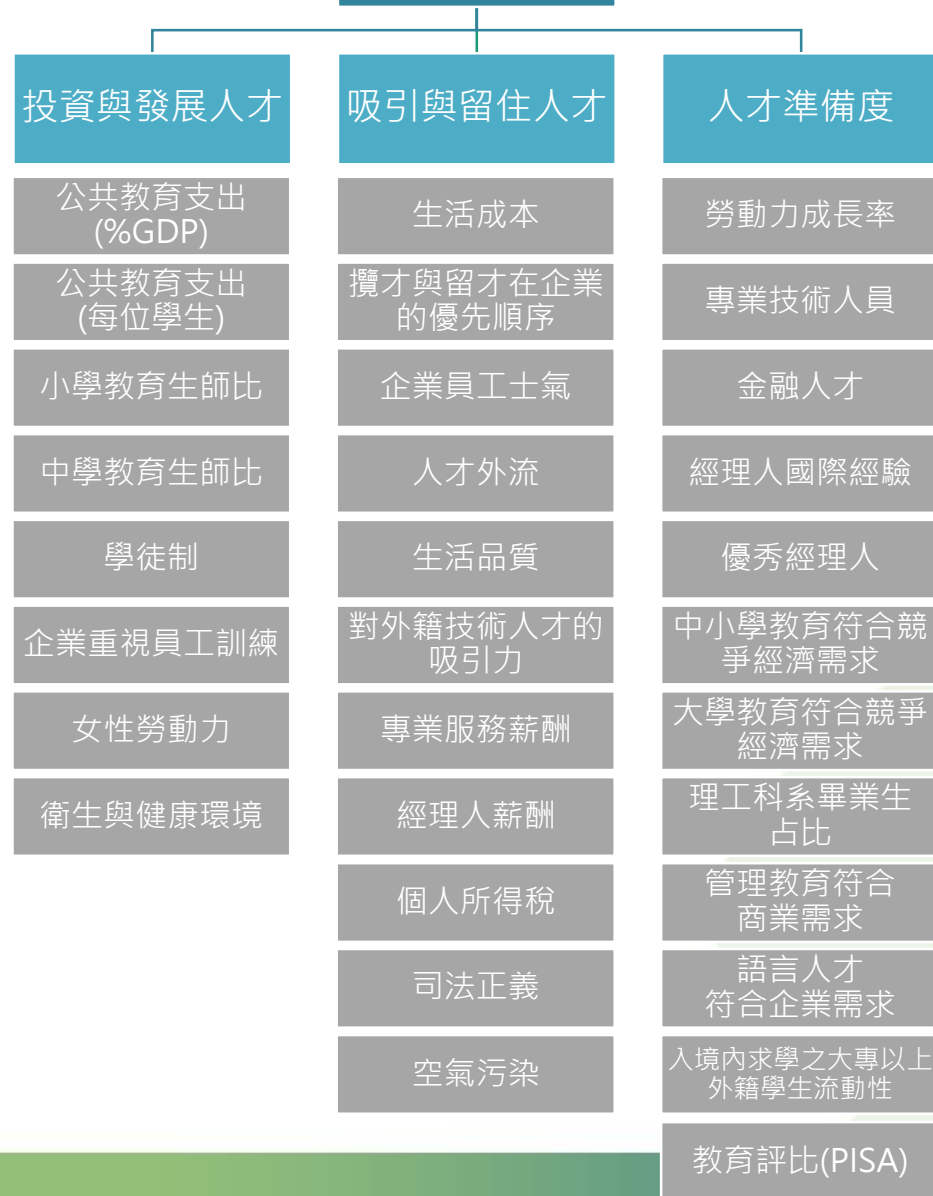 投資與發展人才
公共教育支出
(%GDP)
公共教育支出
(每位學生)
小學教育生師比
中學教育生師比
學徒制
企業重視員工訓練
女性勞動力
衛生與健康環境
吸引與留住人才
生活成本
攬才與留才在企業
的優先順序
企業員工士氣
人才外流
生活品質
對外籍技術人才的
吸引力
專業服務薪酬
經理人薪酬
個人所得稅
司法正義
空氣污染
人才準備度
勞動力成長率
專業技術人員
金融人才
經理人國際經驗
優秀經理人
中小學教育符合競
爭經濟需求
大學教育符合競爭
經濟需求
理工科系畢業生
占比
管理教育符合
商業需求
語言人才
符合企業需求
入境內求學之大專以上
外籍學生流動性
教育評比(PISA)